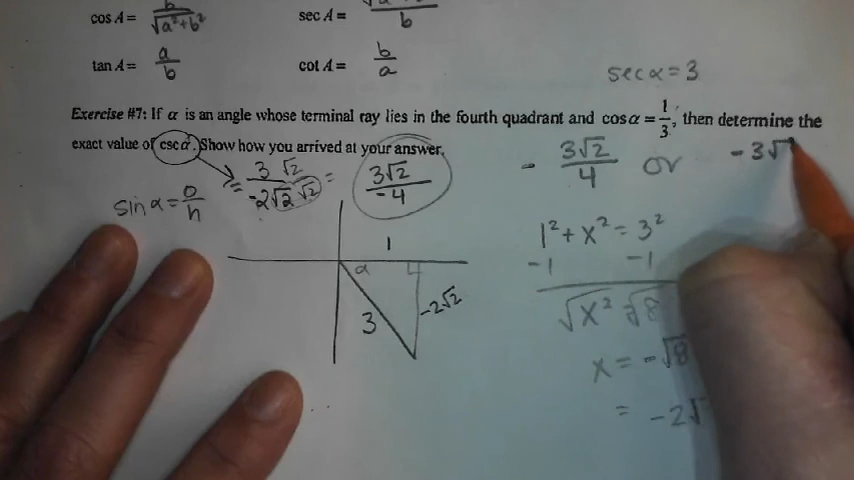 cos A = b/√(a²+b²) sec A = b
tan A = a/b cot A = b/a
sec α = 3
Exercise #7: If α is an angle whose terminal ray lies in the fourth quadrant and cos α = 1/3, then determine the
exact value of csc α. Show how you arrived at your answer.
= 3 √2 / -2√2 √2 = 3√2 / -4
- 3√2/4 or -3√
sin α = o/h
1² + x² = 3²
-1 -1
√x² √8
x = -√8
= -2√
1
α
3
-2√2